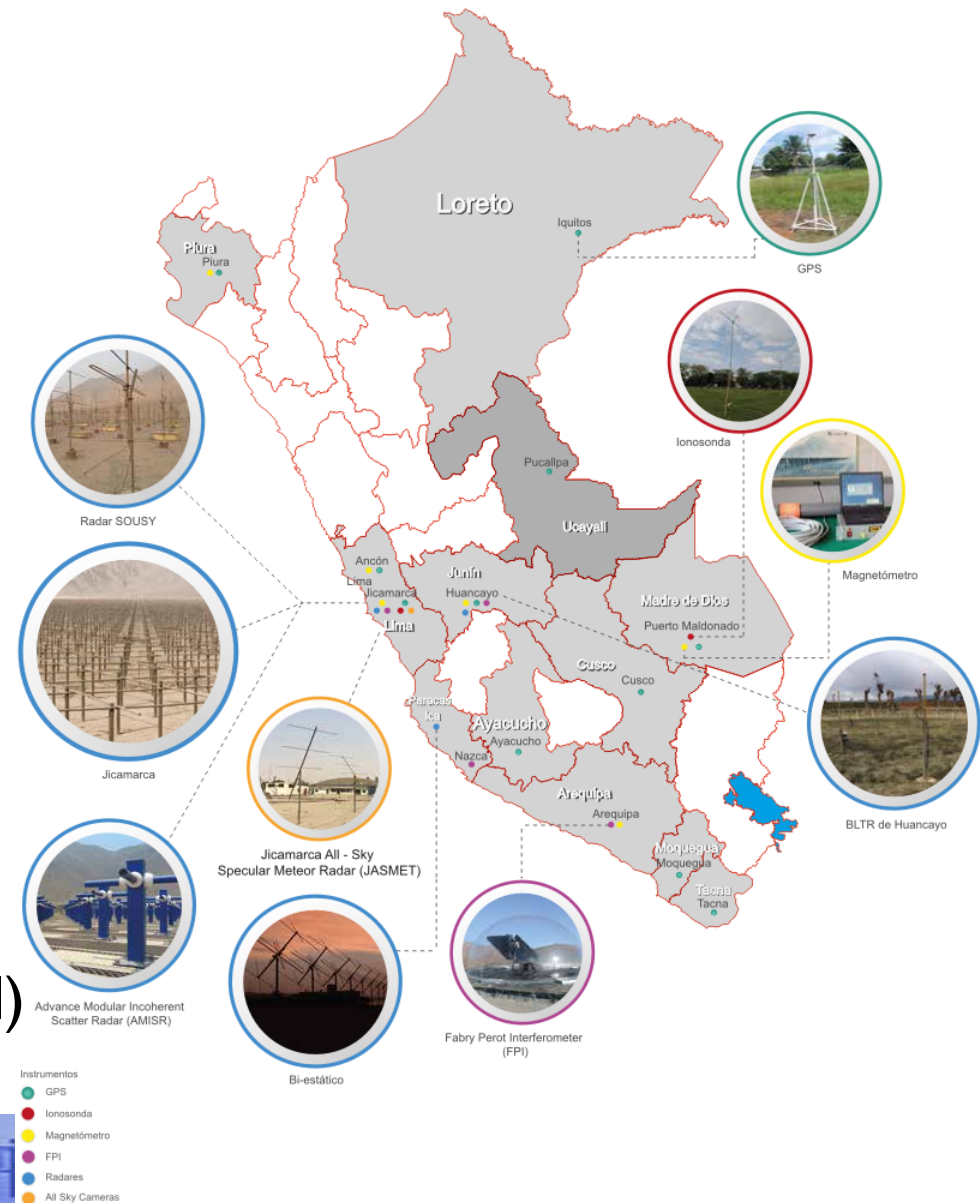 Loreto
Iquitos
GPS
Piura
Piura
Ionosonda
Pucallpa
Ucayali
Radar SOUSY
Magnetómetro
Ancón
Lima
Jicamarca
Lima
Junín
Huancayo
Madre de Dios
Puerto Maldonado
Cusco
Cusco
Paracas
Ica
Ayacucho
Ayacucho
Nazca
Jicamarca
Arequipa
Arequipa
BLTR de Huancayo
Moquegua
Moquegua
Tacna
Tacna
Jicamarca All - Sky
Specular Meteor Radar (JASMET)
Advance Modular Incoherent
Scatter Radar (AMISR)
Fabry Perot Interferometer
(FPI)
Bi-estático
Instrumentos
GPS
Ionosonda
Magnetómetro
FPI
Radares
All Sky Cameras